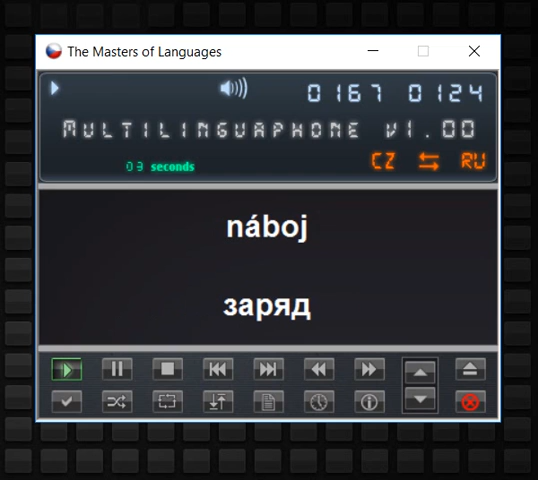 The Masters of Languages
0167 0124
MULTILINGUAPHONE v1.00
03 seconds
CZ RU
náboj
заряд